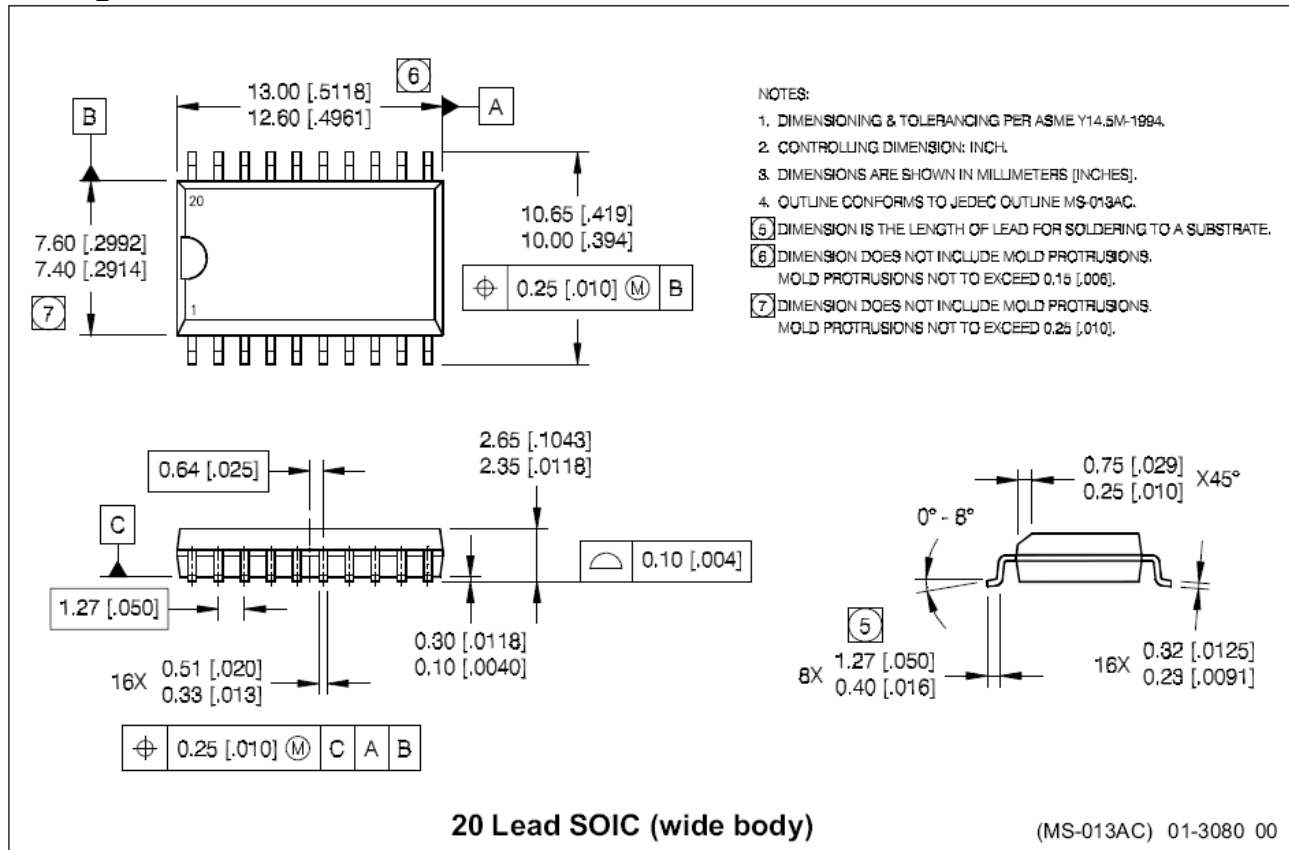 6
13.00 [.5118]
12.60 [.4961]
A
B
20
1
7.60 [.2992]
7.40 [.2914]
7
10.65 [.419]
10.00 [.394]
⌖ 0.25 [.010] Ⓜ B
NOTES:
1. DIMENSIONING & TOLERANCING PER ASME Y14.5M-1994.
2. CONTROLLING DIMENSION: INCH.
3. DIMENSIONS ARE SHOWN IN MILLIMETERS [INCHES].
4. OUTLINE CONFORMS TO JEDEC OUTLINE MS-013AC.
5 DIMENSION IS THE LENGTH OF LEAD FOR SOLDERING TO A SUBSTRATE.
6 DIMENSION DOES NOT INCLUDE MOLD PROTRUSIONS.
MOLD PROTRUSIONS NOT TO EXCEED 0.15 [.006].
7 DIMENSION DOES NOT INCLUDE MOLD PROTRUSIONS.
MOLD PROTRUSIONS NOT TO EXCEED 0.25 [.010].
0.64 [.025]
2.65 [.1043]
2.35 [.0118]
C
⌓ 0.10 [.004]
1.27 [.050]
0.30 [.0118]
0.10 [.0040]
16X 0.51 [.020]
0.33 [.013]
⌖ 0.25 [.010] Ⓜ C A B
0.75 [.029]
0.25 [.010]
X45°
0° - 8°
5
8X 1.27 [.050]
0.40 [.016]
16X 0.32 [.0125]
0.23 [.0091]
20 Lead SOIC (wide body)
(MS-013AC) 01-3080 00